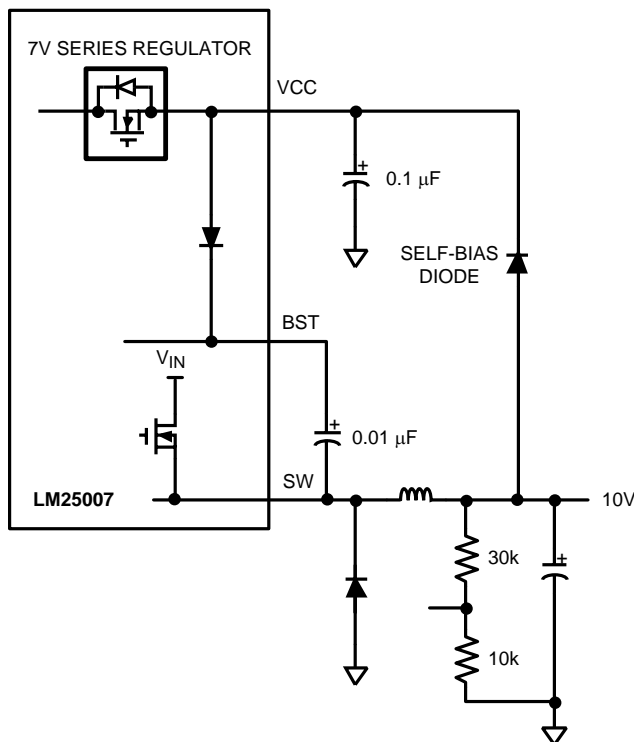 7V SERIES REGULATOR
VCC
+
0.1 μF
SELF-BIAS
DIODE
BST
VIN
+
0.01 μF
SW
LM25007
10V
30k
+
10k